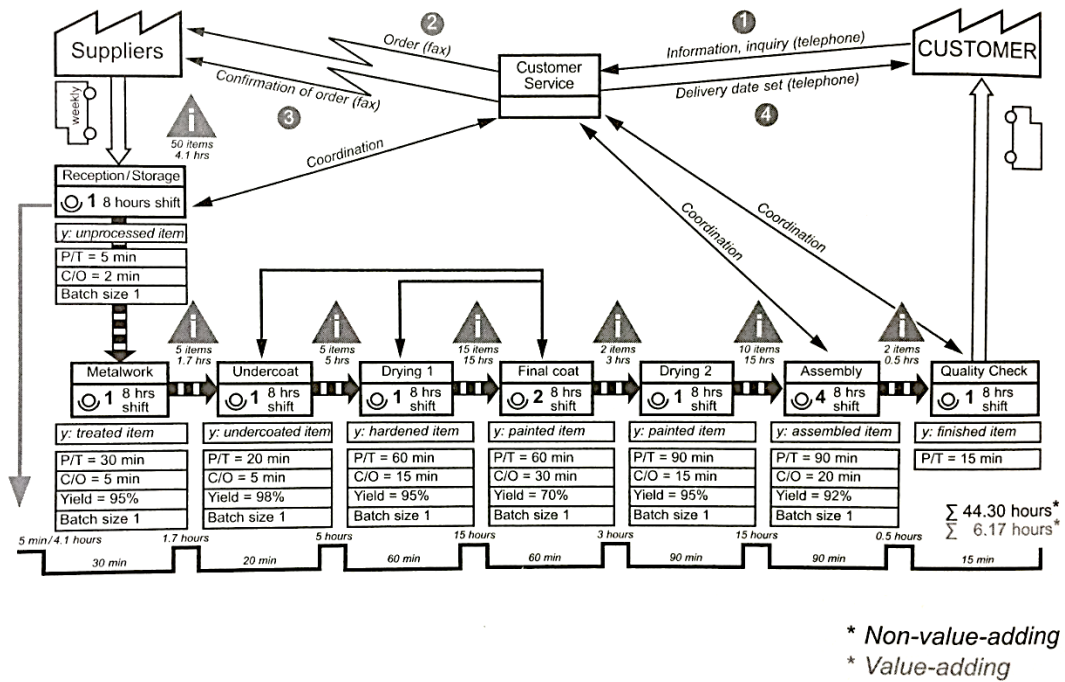 2
1
Suppliers
Order (fax)
Information, inquiry (telephone)
CUSTOMER
Customer
Service
Confirmation of order (fax)
Delivery date set (telephone)
weekly
3
4
i
50 items
4.1 hrs
Coordination
Coordination
Coordination
Reception/Storage
1 8 hours shift
y: unprocessed item
P/T = 5 min
C/O = 2 min
Batch size 1
i
5 items
1.7 hrs
i
5 items
5 hrs
i
15 items
15 hrs
i
2 items
3 hrs
i
10 items
15 hrs
i
2 items
0.5 hrs
Metalwork
1 8 hrs
shift
y: treated item
P/T = 30 min
C/O = 5 min
Yield = 95%
Batch size 1
Undercoat
1 8 hrs
shift
y: undercoated item
P/T = 20 min
C/O = 5 min
Yield = 98%
Batch size 1
Drying 1
1 8 hrs
shift
y: hardened item
P/T = 60 min
C/O = 15 min
Yield = 95%
Batch size 1
Final coat
2 8 hrs
shift
y: painted item
P/T = 60 min
C/O = 30 min
Yield = 70%
Batch size 1
Drying 2
1 8 hrs
shift
y: painted item
P/T = 90 min
C/O = 15 min
Yield = 95%
Batch size 1
Assembly
4 8 hrs
shift
y: assembled item
P/T = 90 min
C/O = 20 min
Yield = 92%
Batch size 1
Quality Check
1 8 hrs
shift
y: finished item
P/T = 15 min
∑ 44.30 hours*
∑ 6.17 hours*
5 min/4.1 hours
1.7 hours
5 hours
15 hours
3 hours
15 hours
0.5 hours
30 min
20 min
60 min
60 min
90 min
90 min
15 min
* Non-value-adding
* Value-adding